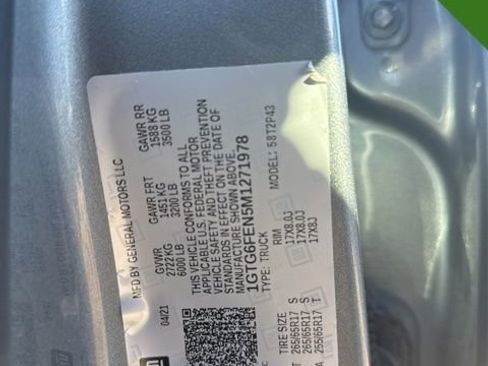 MFD BY GENERAL MOTORS LLC
04/21
GVWR GAWR FRT GAWR RR
2722 KG 1451 KG 1588 KG
6000 LB 3200 LB 3500 LB
THIS VEHICLE CONFORMS TO ALL
APPLICABLE U.S. FEDERAL MOTOR
VEHICLE SAFETY AND THEFT PREVENTION
STANDARDS IN EFFECT ON THE DATE OF
MANUFACTURE SHOWN ABOVE.
1GTG6FEN5M1271978
TYPE: TRUCK MODEL: 58T2P43
TIRE SIZE RIM
265/65R17 S 17X8.0J
265/65R17 S 17X8.0J
255/65R17 T 17X8J